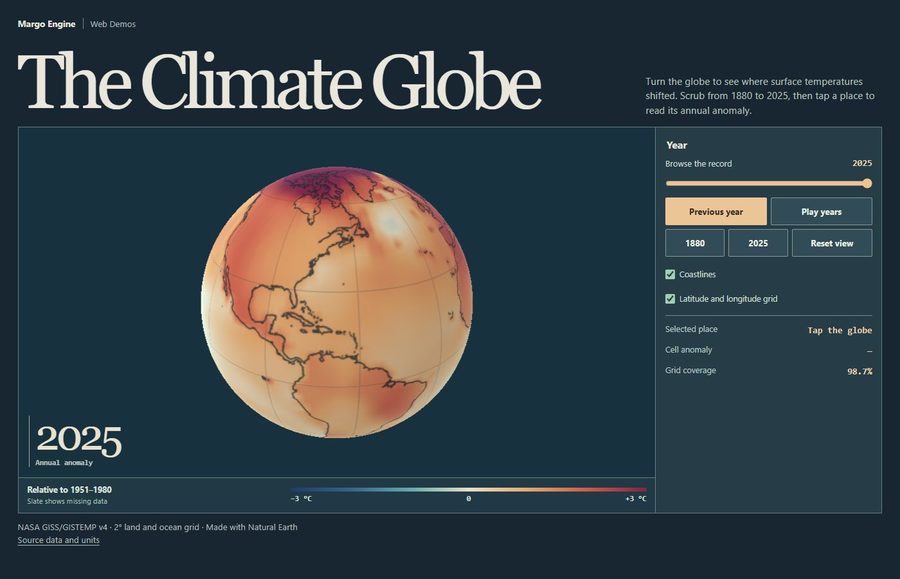 Margo Engine | Web Demos
The Climate Globe
Turn the globe to see where surface temperatures
shifted. Scrub from 1880 to 2025, then tap a place to
read its annual anomaly.
Year
Browse the record 2025
Previous year Play years
1880 2025 Reset view
Coastlines
Latitude and longitude grid
Selected place Tap the globe
Cell anomaly —
Grid coverage 98.7%
2025
Annual anomaly
Relative to 1951–1980
Slate shows missing data
−3 °C 0 +3 °C
NASA GISS/GISTEMP v4 · 2° land and ocean grid · Made with Natural Earth
Source data and units